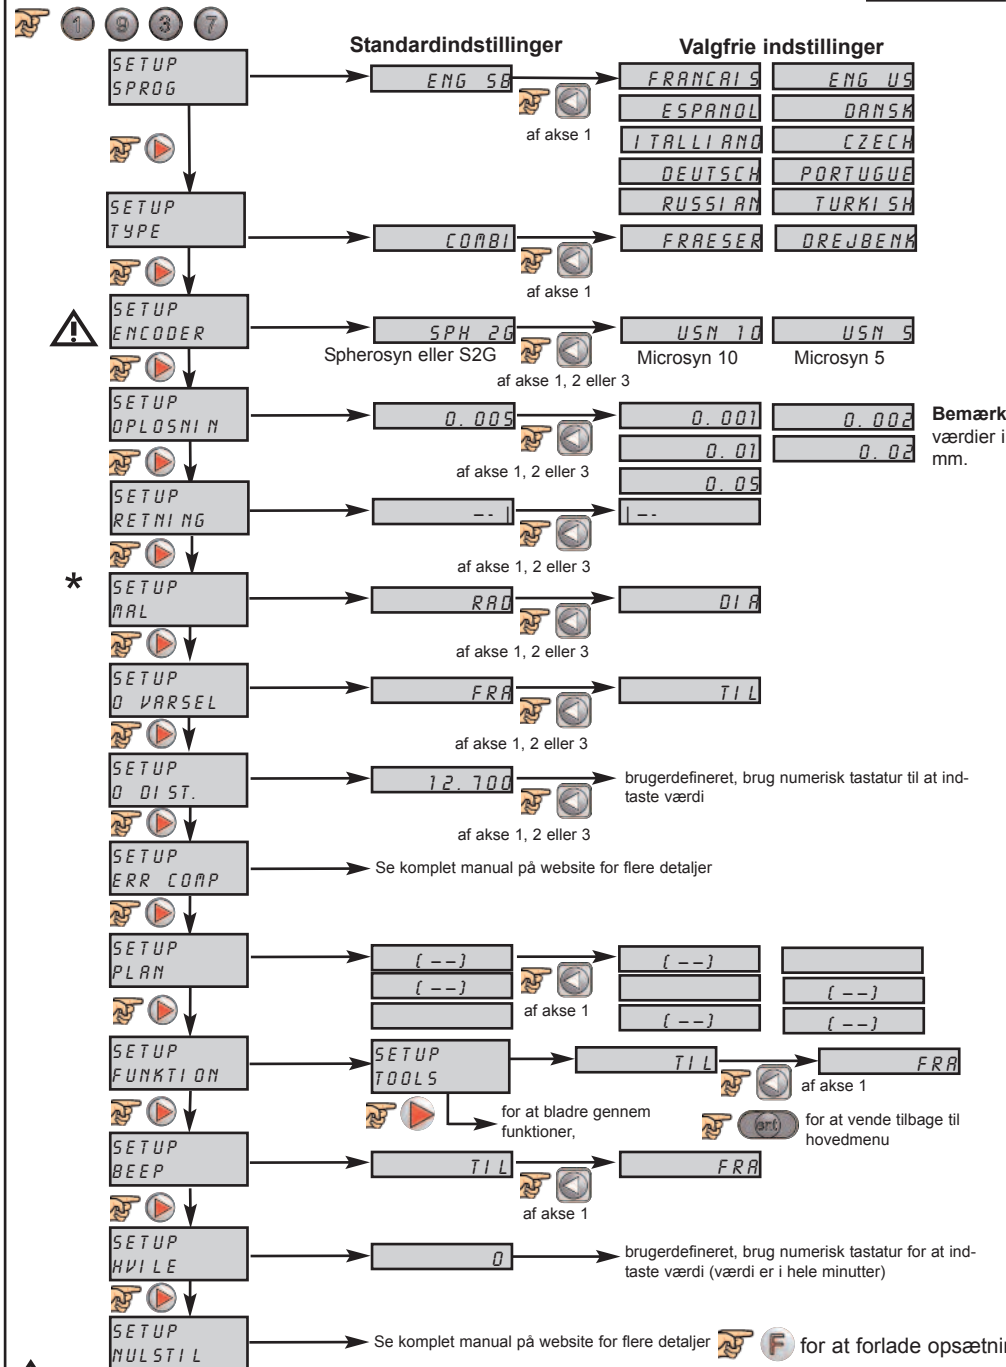 1 9 3 7
Standardindstillinger
Valgfrie indstillinger
SETUP
SPROG
ENG SB
af akse 1
FRANCAIS
ENG US
ESPANOL
DANSK
ITALLIANO
CZECH
DEUTSCH
PORTUGUE
RUSSIAN
TURKISH
SETUP
TYPE
COMBI
af akse 1
FRAESER
DREJBENK
SETUP
ENCODER
SPH 2G
Spherosyn eller S2G
af akse 1, 2 eller 3
USN 10
Microsyn 10
USN 5
Microsyn 5
SETUP
OPLOSNIN
0.005
af akse 1, 2 eller 3
0.001
0.002
0.01
0.02
0.05
Bemærk
værdier i
mm.
SETUP
RETNING
af akse 1, 2 eller 3
*
SETUP
MAL
RAD
af akse 1, 2 eller 3
DIA
SETUP
0 VARSEL
FRA
af akse 1, 2 eller 3
TIL
SETUP
0 DIST.
12.700
af akse 1, 2 eller 3
brugerdefineret, brug numerisk tastatur til at ind-
taste værdi
SETUP
ERR COMP
Se komplet manual på website for flere detaljer
SETUP
PLAN
(--)
(--)
af akse 1
(--)
(--)
(--)
(--)
SETUP
FUNKTION
SETUP
TOOLS
TIL
af akse 1
FRA
for at bladre gennem
funktioner,
ent
for at vende tilbage til
hovedmenu
SETUP
BEEP
TIL
af akse 1
FRA
SETUP
HVILE
0
brugerdefineret, brug numerisk tastatur for at ind-
taste værdi (værdi er i hele minutter)
SETUP
NULSTIL
Se komplet manual på website for flere detaljer
F for at forlade opsætnin